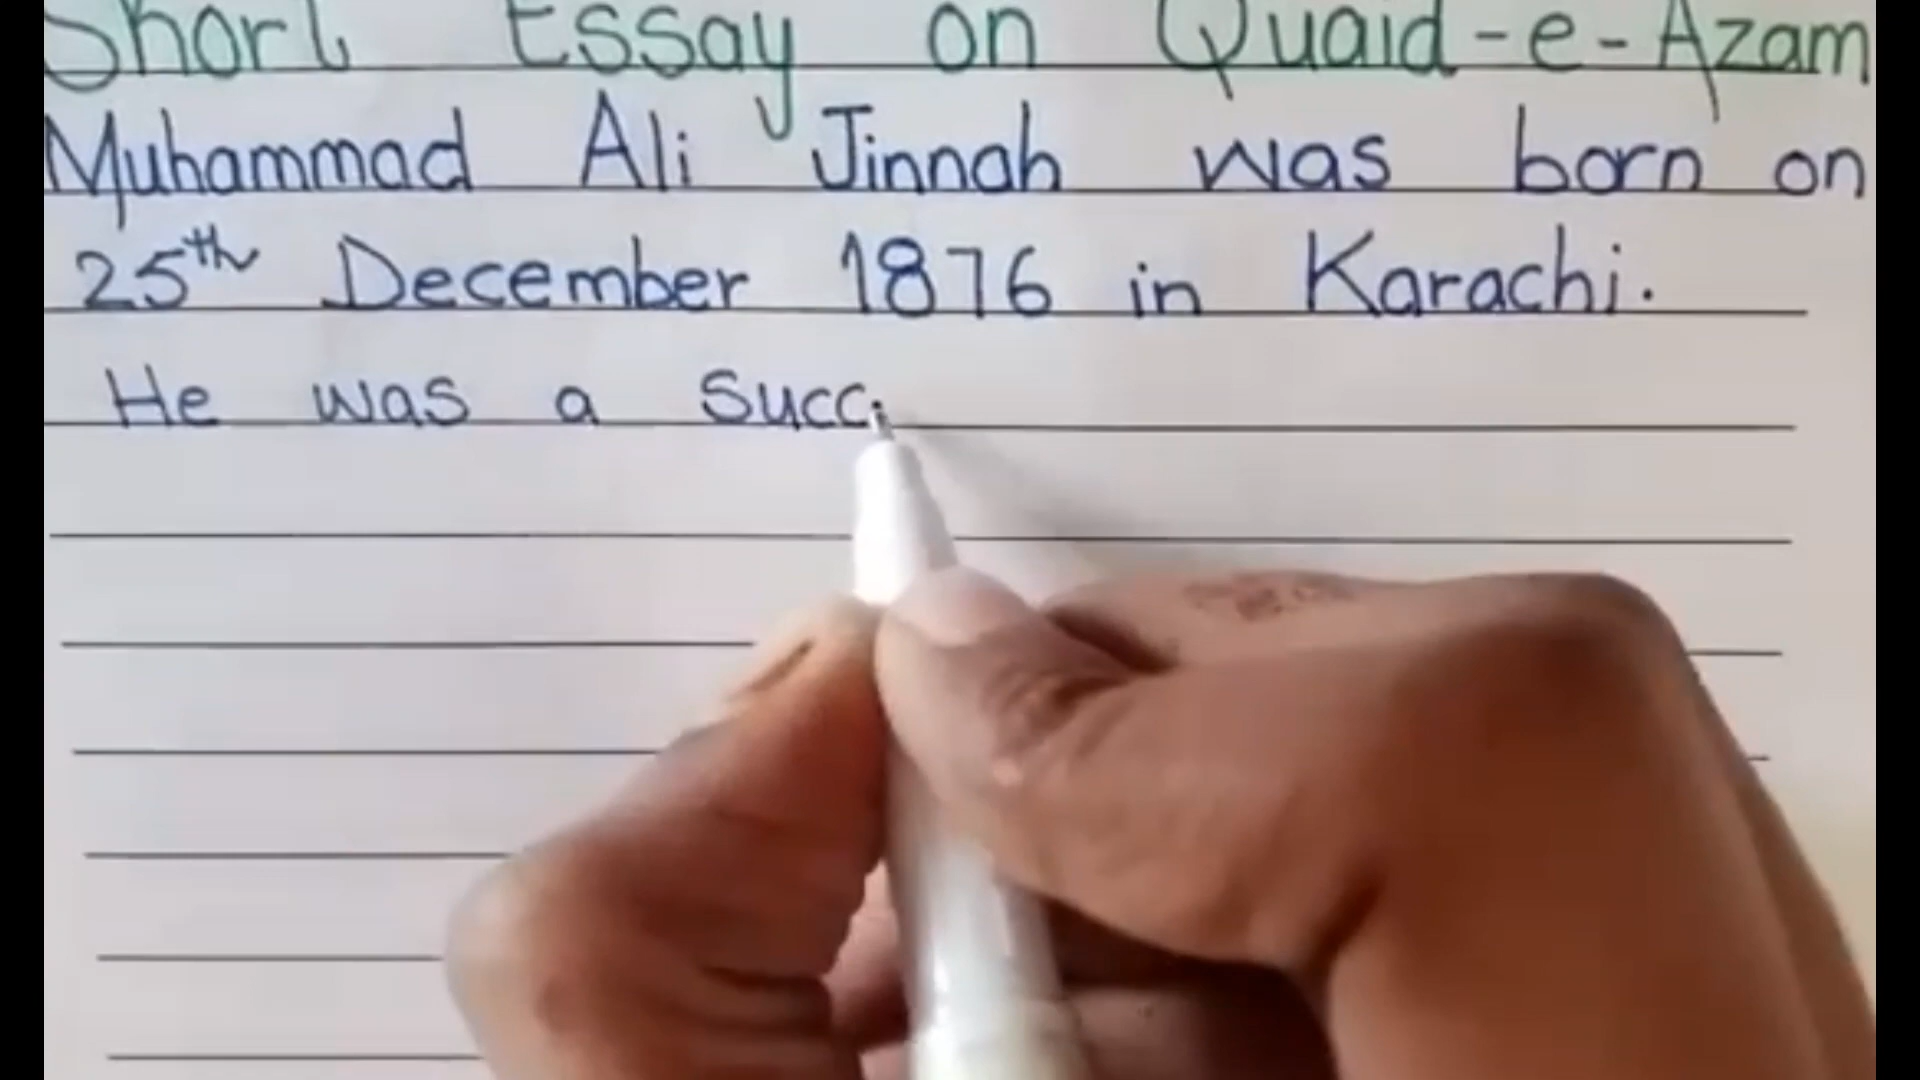 Short Essay on Quaid-e-Azam
Muhammad Ali Jinnah was born on
25th December 1876 in Karachi.
He was a Succ